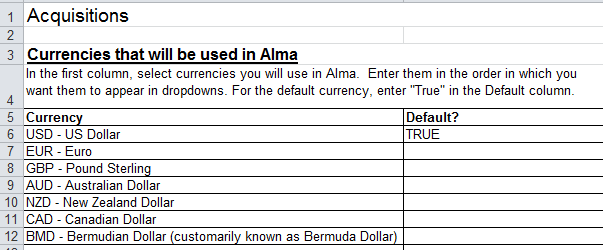 1 Acquisitions
2
3 Currencies that will be used in Alma
In the first column, select currencies you will use in Alma.  Enter them in the order in which you
4 want them to appear in dropdowns. For the default currency, enter "True" in the Default column.
5 Currency Default?
6 USD - US Dollar TRUE
7 EUR - Euro
8 GBP - Pound Sterling
9 AUD - Australian Dollar
10 NZD - New Zealand Dollar
11 CAD - Canadian Dollar
12 BMD - Bermudian Dollar (customarily known as Bermuda Dollar)